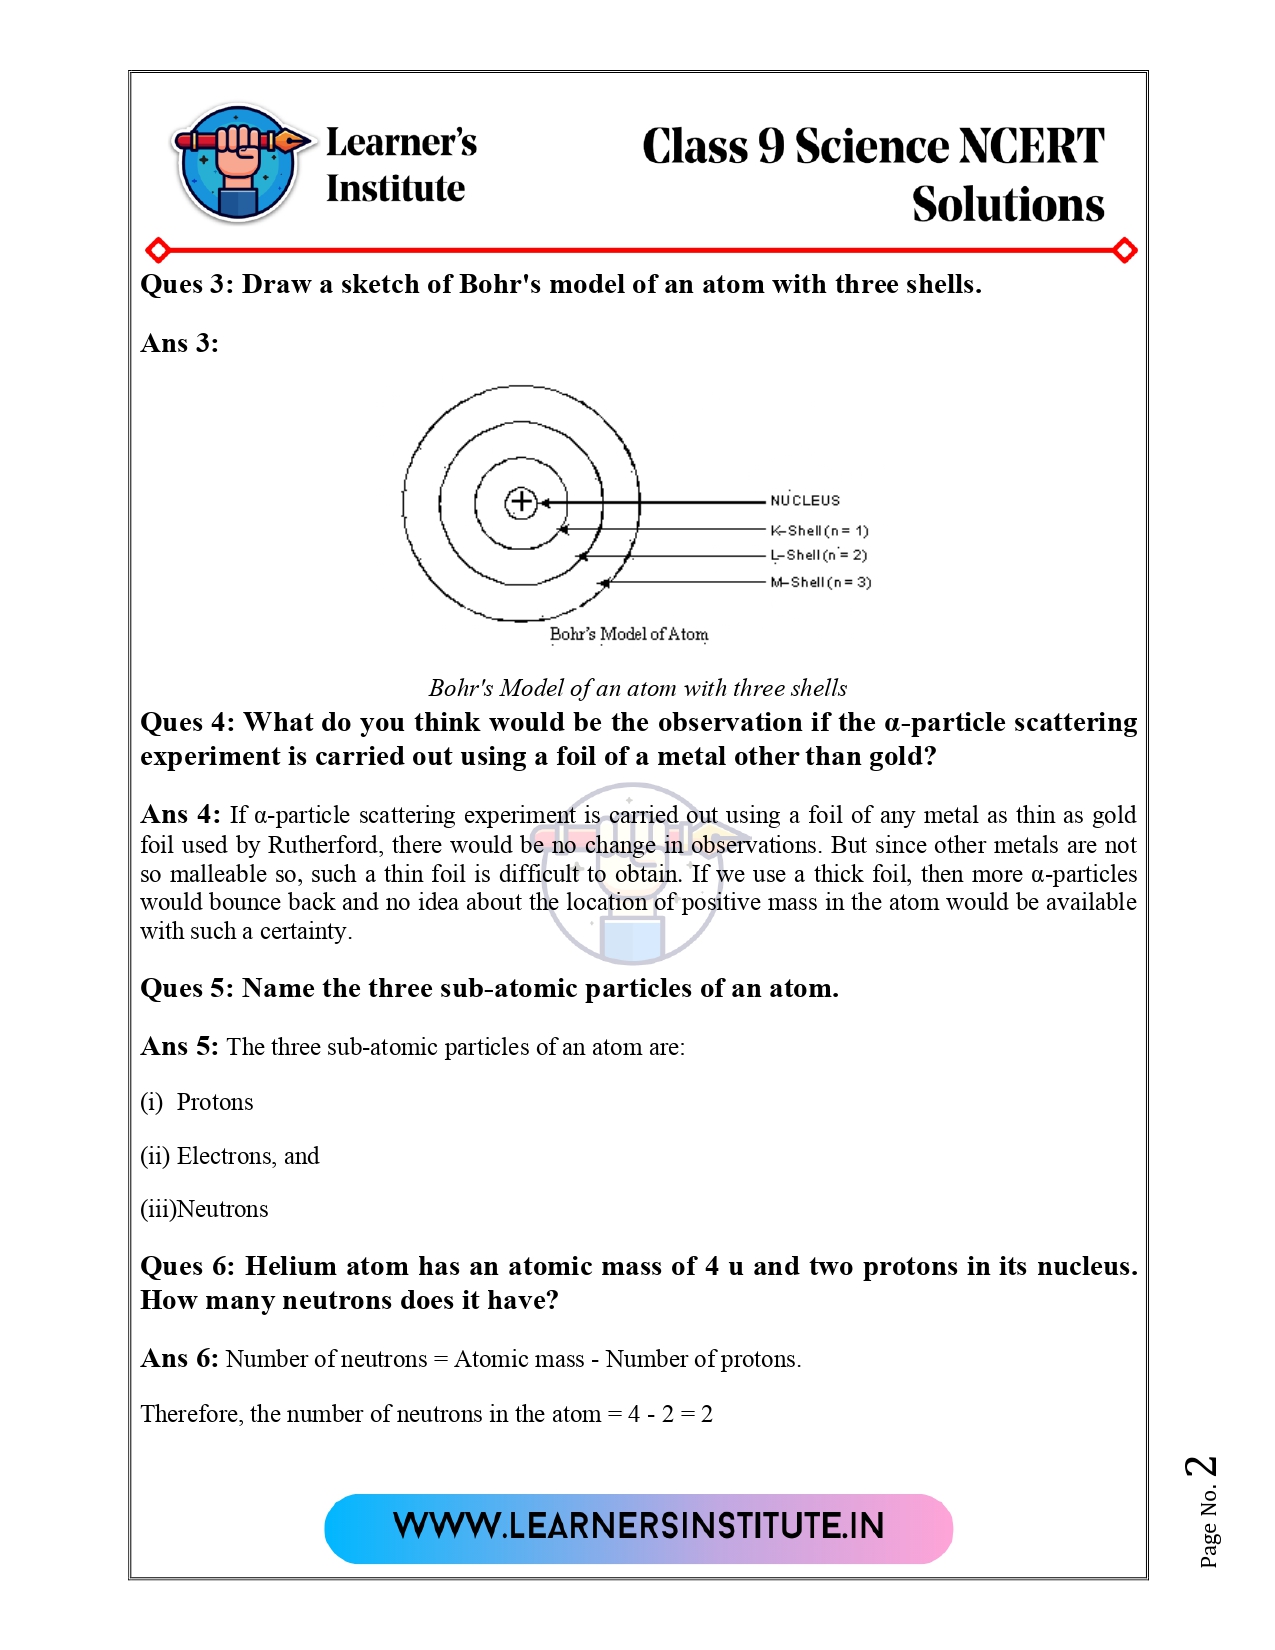 Learner's
Institute
Class 9 Science NCERT
Solutions
Ques 3: Draw a sketch of Bohr's model of an atom with three shells.
Ans 3:
NUCLEUS
K-Shell (n = 1)
L-Shell (n = 2)
M-Shell (n = 3)
Bohr's Model of Atom
Bohr's Model of an atom with three shells
Ques 4: What do you think would be the observation if the α-particle scattering
experiment is carried out using a foil of a metal other than gold?
Ans 4: If α-particle scattering experiment is carried out using a foil of any metal as thin as gold
foil used by Rutherford, there would be no change in observations. But since other metals are not
so malleable so, such a thin foil is difficult to obtain. If we use a thick foil, then more α-particles
would bounce back and no idea about the location of positive mass in the atom would be available
with such a certainty.
Ques 5: Name the three sub-atomic particles of an atom.
Ans 5: The three sub-atomic particles of an atom are:
(i) Protons
(ii) Electrons, and
(iii)Neutrons
Ques 6: Helium atom has an atomic mass of 4 u and two protons in its nucleus.
How many neutrons does it have?
Ans 6: Number of neutrons = Atomic mass - Number of protons.
Therefore, the number of neutrons in the atom = 4 - 2 = 2
WWW.LEARNERSINSTITUTE.IN
Page No. 2